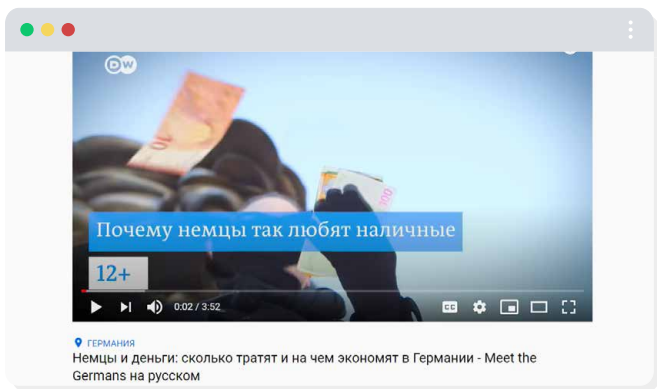 DW
Почему немцы так любят наличные
12+
0:02 / 3:52
CC
ГЕРМАНИЯ
Немцы и деньги: сколько тратят и на чем экономят в Германии - Meet the
Germans на русском